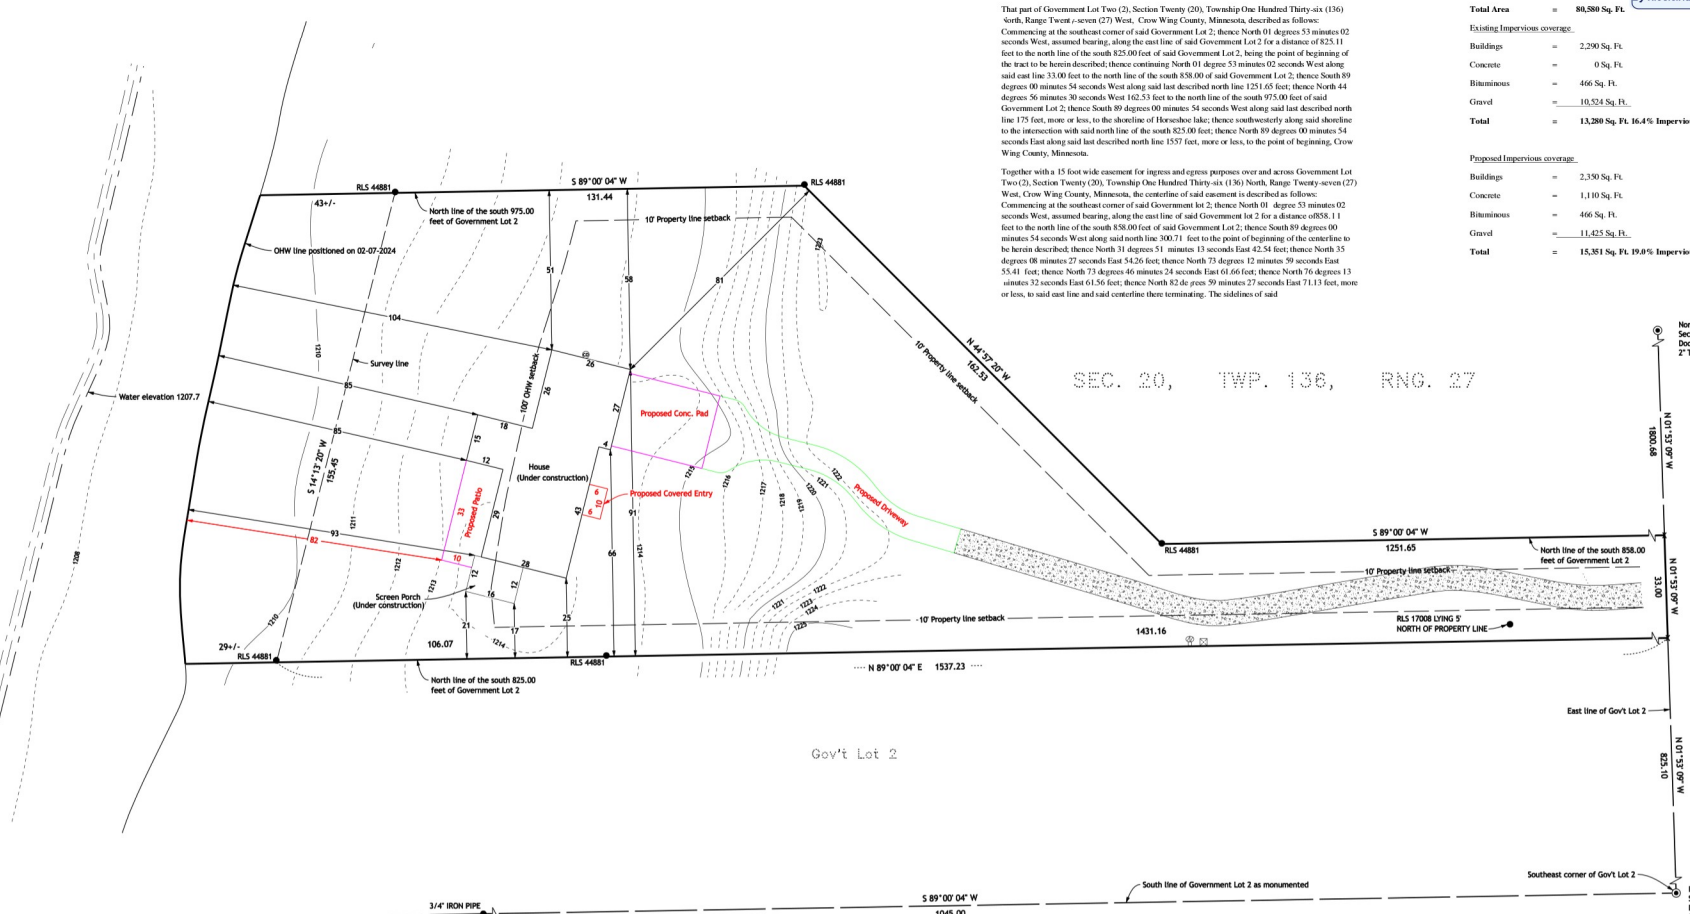 That part of Government Lot Two (2), Section Twenty (20), Township One Hundred Thirty-six (136)
North, Range Twenty-seven (27) West, Crow Wing County, Minnesota, described as follows:
Commencing at the southeast corner of said Government Lot 2; thence North 01 degrees 53 minutes 02
seconds West, assumed bearing, along the east line of said Government Lot 2 for a distance of 825.11
feet to the north line of the south 825.00 feet of said Government Lot 2, being the point of beginning of
the tract to be herein described; thence continuing North 01 degree 53 minutes 02 seconds West along
said east line 33.00 feet to the north line of the south 858.00 of said Government Lot 2; thence South 89
degrees 00 minutes 54 seconds West along said last described north line 1251.65 feet; thence North 44
degrees 56 minutes 30 seconds West 162.53 feet to the north line of the south 975.00 feet of said
Government Lot 2; thence South 89 degrees 00 minutes 54 seconds West along said last described north
line 175 feet, more or less, to the shoreline of Horseshoe lake; thence southwesterly along said shoreline
to the intersection with said north line of the south 825.00 feet; thence North 89 degrees 00 minutes 54
seconds East along said last described north line 1557 feet, more or less, to the point of beginning, Crow
Wing County, Minnesota.
Together with a 15 foot wide easement for ingress and egress purposes over and across Government Lot
Two (2), Section Twenty (20), Township One Hundred Thirty-six (136) North, Range Twenty-seven (27)
West, Crow Wing County, Minnesota, the centerline of said easement is described as follows:
Commencing at the southeast corner of said Government lot 2; thence North 01 degree 53 minutes 02
seconds West, assumed bearing, along the east line of said Government lot 2 for a distance of858.11
feet to the north line of the south 858.00 feet of said Government Lot 2; thence South 89 degrees 00
minutes 54 seconds West along said north line 300.71 feet to the point of beginning of the centerline to
be herein described; thence North 31 degrees 51 minutes 13 seconds East 42.54 feet; thence North 35
degrees 08 minutes 27 seconds East 54.26 feet; thence North 73 degrees 12 minutes 59 seconds East
55.41 feet; thence North 73 degrees 46 minutes 24 seconds East 61.66 feet; thence North 76 degrees 13
minutes 32 seconds East 61.56 feet; thence North 82 degrees 59 minutes 27 seconds East 71.13 feet, more
or less, to said east line and said centerline there terminating. The sidelines of said
Total Area = 80,580 Sq. Ft.
Existing Impervious coverage
Buildings = 2,290 Sq. Ft.
Concrete = 0 Sq. Ft.
Bituminous = 466 Sq. Ft.
Gravel = 10,524 Sq. Ft.
Total = 13,280 Sq. Ft. 16.4% Impervio
Proposed Impervious coverage
Buildings = 2,350 Sq. Ft.
Concrete = 1,110 Sq. Ft.
Bituminous = 466 Sq. Ft.
Gravel = 11,425 Sq. Ft.
Total = 15,351 Sq. Ft. 19.0% Impervio
RLS 44881
S 89°00'04" W
131.44
RLS 44881
43+/-
North line of the south 975.00
feet of Government Lot 2
10' Property line setback
1223
OHW line positioned on 02-07-2024
51
58
81
104
26
1210
Survey line
100' OHW setback
26
85
27
Proposed Conc. Pad
10' Property line setback
N 44°57'20" W
162.53
SEC. 20, TWP. 136, RNG. 27
Nor
Sec
Doc
2" T
N 01°53'09" W
1800.68
Water elevation 1207.7
18
85
15
4
12
S 14°13'20" W
155.45
House
(Under construction)
1215
1216
1217
1218
1219
1220
1221
1222
33
Proposed Patio
29
43
6
10
6
Proposed Covered Entry
91
Proposed Driveway
1211
93
82
10
66
1214
28
1212
1213
12
12
16
1208
1210
Screen Porch
(Under construction)
21
17
25
1214
1221
1222
1223
1224
1225
S 89°00'04" W
1251.65
RLS 44881
North line of the south 858.00
feet of Government Lot 2
10' Property line setback
33.00
N 01°53'09" W
10' Property line setback
RLS 17008 LYING 5'
NORTH OF PROPERTY LINE
1431.16
29+/-
RLS 44881
106.07
RLS 44881
N 89°00'04" E 1537.23
North line of the south 825.00
feet of Government Lot 2
East line of Gov't Lot 2
Gov't Lot 2
N 01°53'09" W
825.10
Southeast corner of Gov't Lot 2
South line of Government Lot 2 as monumented
S 89°00'04" W
1045.00
3/4" IRON PIPE